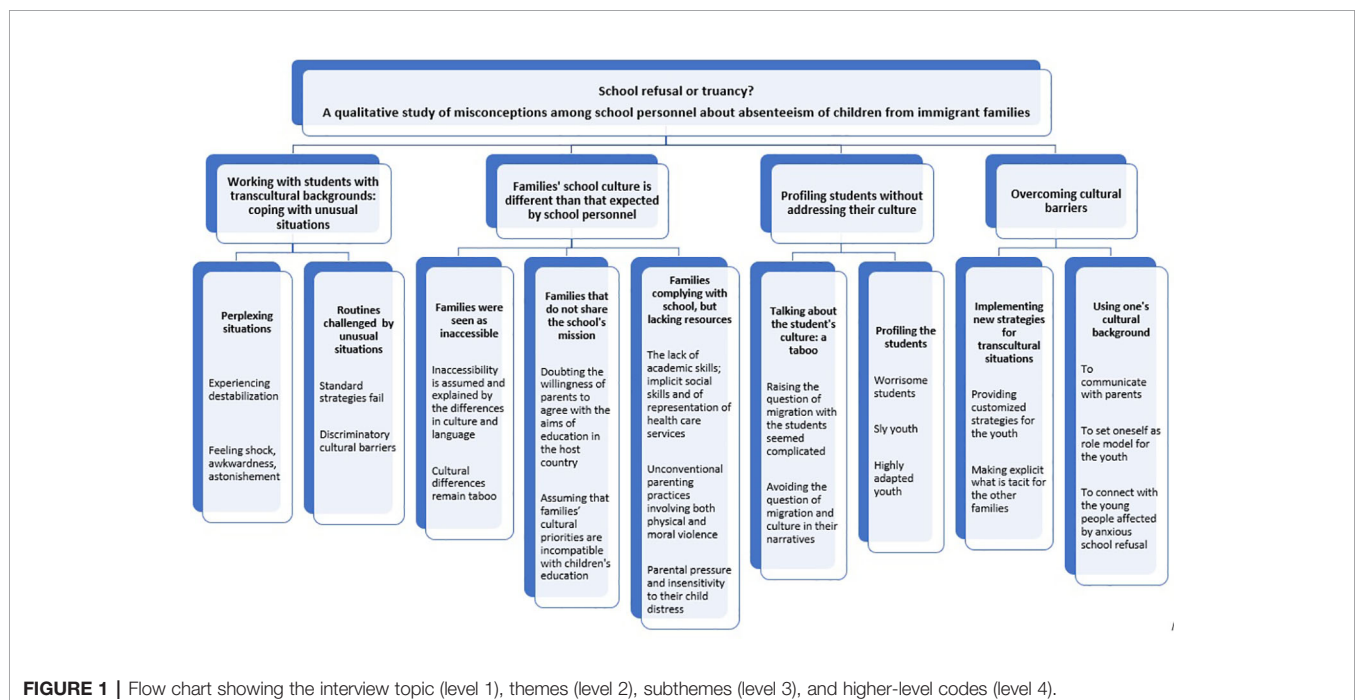 School refusal or truancy?
A qualitative study of misconceptions among school personnel about absenteeism of children from immigrant families
Working with students with
transcultural backgrounds:
coping with unusual
situations
Families' school culture is
different than that expected
by school personnel
Profiling students without
addressing their culture
Overcoming cultural
barriers
Perplexing
situations
Experiencing
destabilization
Feeling shock,
awkwardness,
astonishement
Routines
challenged by
unusual
situations
Standard
strategies fail
Discriminatory
cultural barriers
Families were
seen as
inaccessible
Inaccessibility
is assumed and
explained by
the differences
in culture and
language
Cultural
differences
remain taboo
Families that
do not share
the school's
mission
Doubting the
willingness of
parents to
agree with the
aims of
education in
the host
country
Assuming that
families’
cultural
priorities are
incompatible
with children's
education
Families
complying with
school, but
lacking resources
The lack of
academic skills;
implicit social
skills and of
representation of
health care
services
Unconventional
parenting
practices
involving both
physical and
moral violence
Parental pressure
and insensitivity
to their child
distress
Talking about
the student's
culture: a
taboo
Raising the
question of
migration with
the students
seemed
complicated
Avoiding the
question of
migration and
culture in their
narratives
Profiling the
students
Worrisome
students
Sly youth
Highly
adapted
youth
Implementing
new strategies
for
transcultural
situations
Providing
customized
strategies for
the youth
Making explicit
what is tacit for
the other
families
Using one's
cultural
background
To
communicate
with parents
To set oneself as
role model for
the youth
To connect with
the young
people affected
by anxious
school refusal
FIGURE 1 | Flow chart showing the interview topic (level 1), themes (level 2), subthemes (level 3), and higher-level codes (level 4).